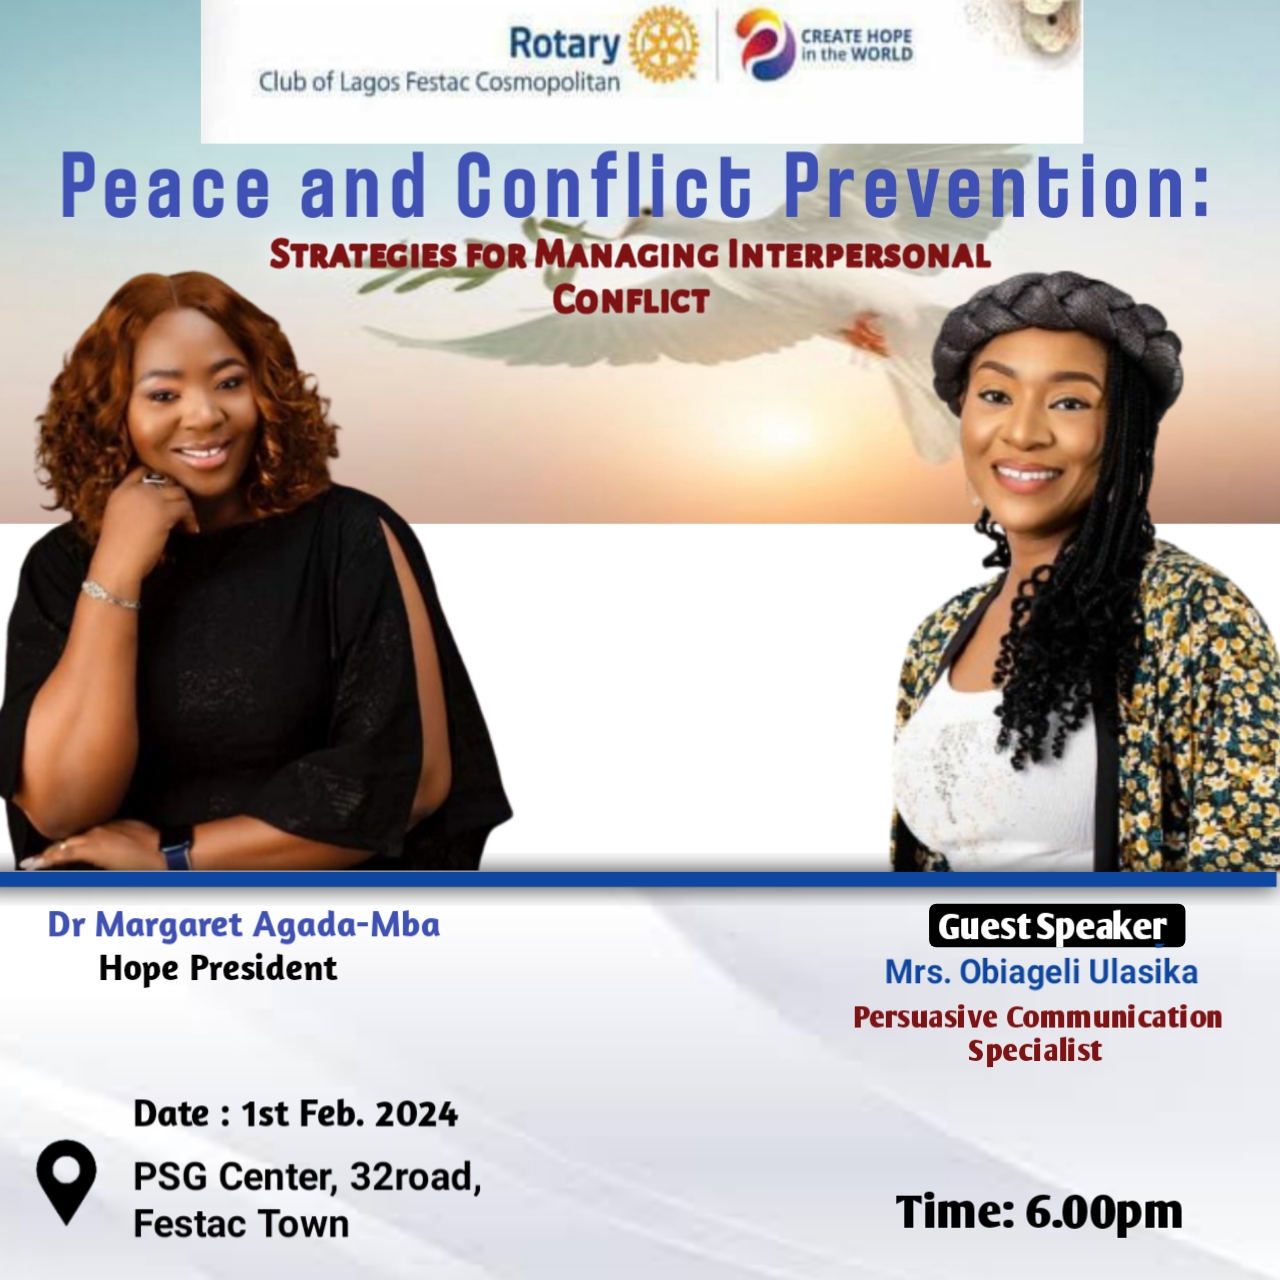 Rotary
Club of Lagos Festac Cosmopolitan
CREATE HOPE
in the WORLD
Peace and Conflict Prevention:
STRATEGIES FOR MANAGING INTERPERSONAL
CONFLICT
Dr Margaret Agada-Mba
Hope President
Guest Speaker
Mrs. Obiageli Ulasika
Persuasive Communication
Specialist
Date : 1st Feb. 2024
PSG Center, 32road,
Festac Town
Time: 6.00pm